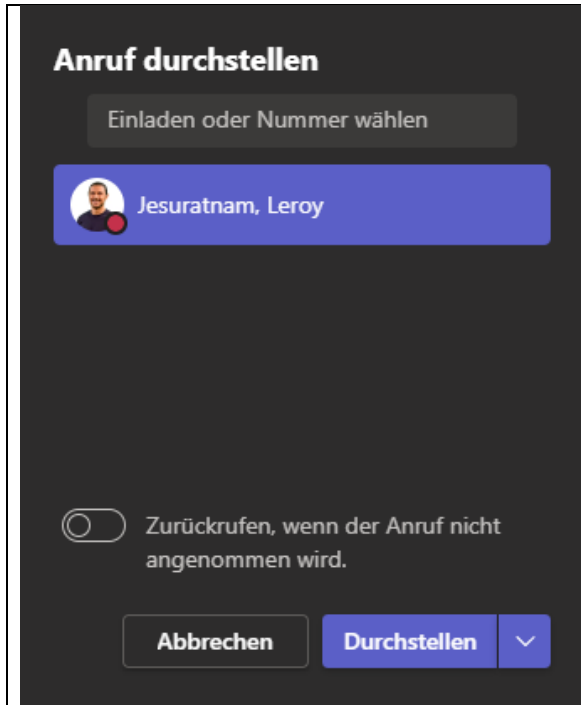 Anruf durchstellen
Einladen oder Nummer wählen
Jesuratnam, Leroy
Zurückrufen, wenn der Anruf nicht
angenommen wird.
Abbrechen
Durchstellen